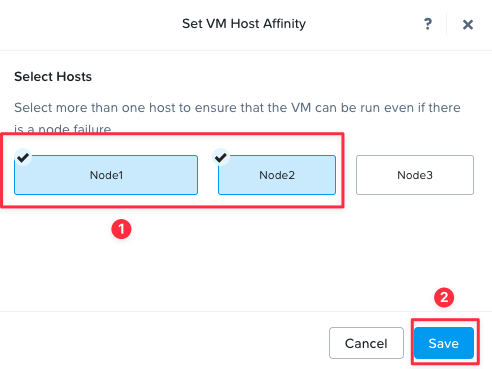 Set VM Host Affinity ? ×
Select Hosts
Select more than one host to ensure that the VM can be run even if there
is a node failure
Node1 Node2 Node3
1
2
Cancel Save